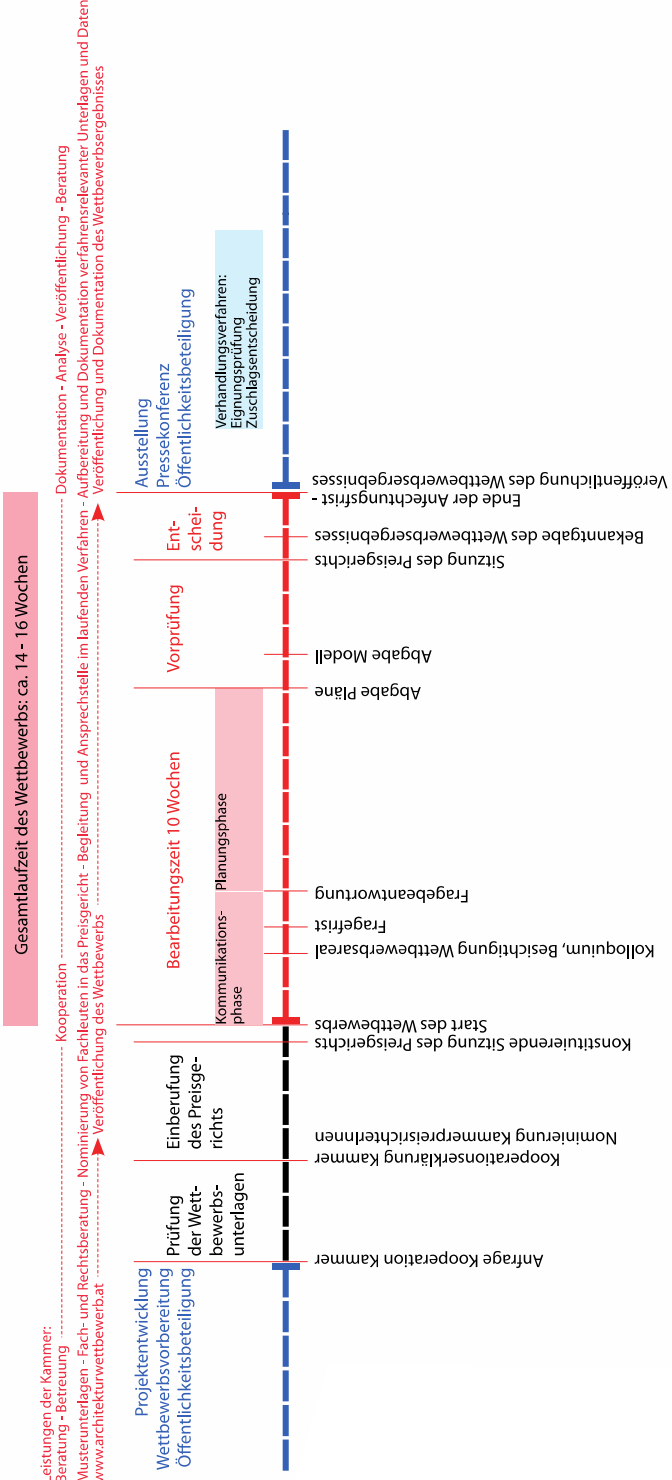 Leistungen der Kammer:
Beratung - Betreuung
Kooperation
Dokumentation - Analyse - Veröffentlichung - Beratung
Musterunterlagen - Fach- und Rechtsberatung - Nominierung von Fachleuten in das Preisgericht - Begleitung und Ansprechstelle im laufenden Verfahren - Aufbereitung und Dokumentation verfahrensrelevanter Unterlagen und Daten
www.architekturwettbewerb.at
Veröffentlichung des Wettbewerbs
Veröffentlichung und Dokumentation des Wettbewerbsergebnisses
Gesamtlaufzeit des Wettbewerbs: ca. 14 - 16 Wochen
Projektentwicklung
Wettbewerbsvorbereitung
Öffentlichkeitsbeteiligung
Prüfung
der Wett-
bewerbs-
unterlagen
Einberufung
des Preisge-
richts
Bearbeitungszeit 10 Wochen
Kommunikations-
phase
Planungsphase
Vorprüfung
Ent-
schei-
dung
Ausstellung
Pressekonferenz
Öffentlichkeitsbeteiligung
Verhandlungsverfahren:
Eignungsprüfung
Zuschlagsentscheidung
Anfrage Kooperation Kammer
Kooperationserklärung Kammer
Nominierung KammerpreisrichterInnen
Konstituierende Sitzung des Preisgerichts
Start des Wettbewerbs
Kolloquium, Besichtigung Wettbewerbsareal
Fragefrist
Fragebeantwortung
Abgabe Pläne
Abgabe Modell
Sitzung des Preisgerichts
Bekanntgabe des Wettbewerbsergebnisses
Ende der Anfechtungsfrist -
Veröffentlichung des Wettbewerbsergebnisses